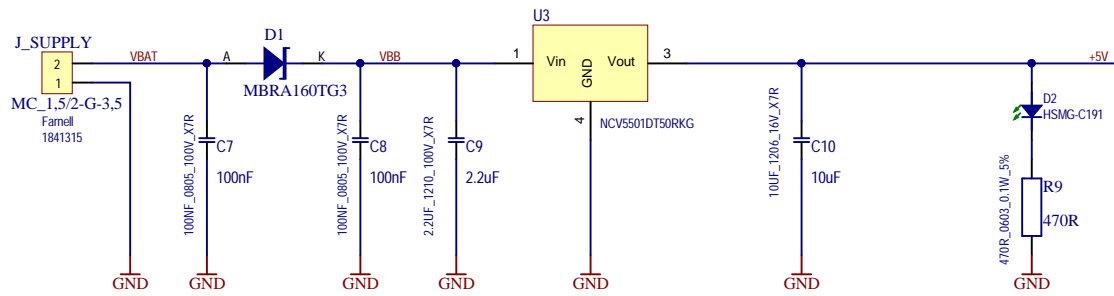 J_SUPPLY
2
1
MC_1,5/2-G-3,5
Farnell
1841315
VBAT
A
D1
K
MBRA160TG3
VBB
100NF_0805_100V_X7R
C7
100nF
100NF_0805_100V_X7R
C8
100nF
2.2UF_1210_100V_X7R
C9
2.2uF
U3
1
Vin
GND
Vout
3
4
NCV5501DT50RKG
10UF_1206_16V_X7R
C10
10uF
+5V
D2
HSMG-C191
470R_0603_0.1W_5%
R9
470R
GND
GND
GND
GND
GND
GND
GND